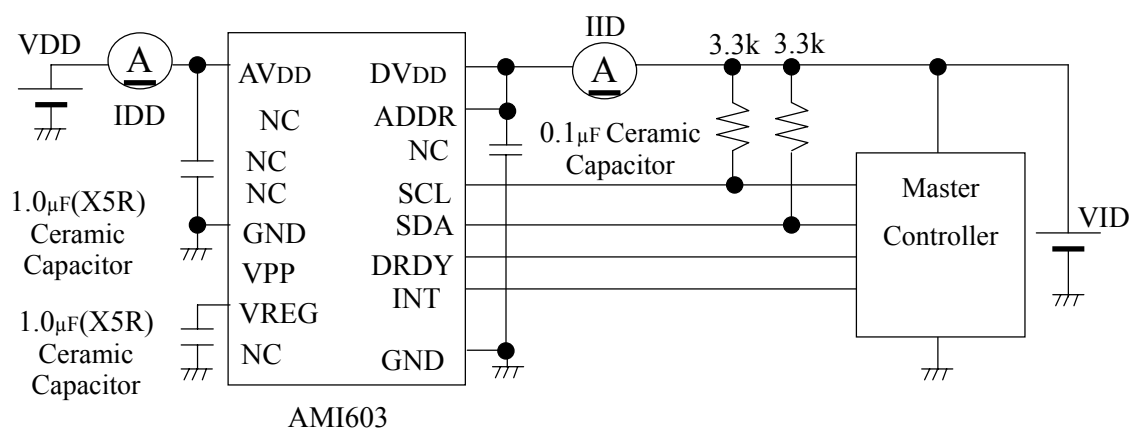 VDD
A
IDD
1.0µF(X5R)
Ceramic
Capacitor
1.0µF(X5R)
Ceramic
Capacitor
AVDD
NC
NC
NC
GND
VPP
VREG
NC
DVDD
ADDR
NC
SCL
SDA
DRDY
INT
GND
AMI603
IID
A
0.1µF Ceramic
Capacitor
3.3k
3.3k
Master
Controller
VID